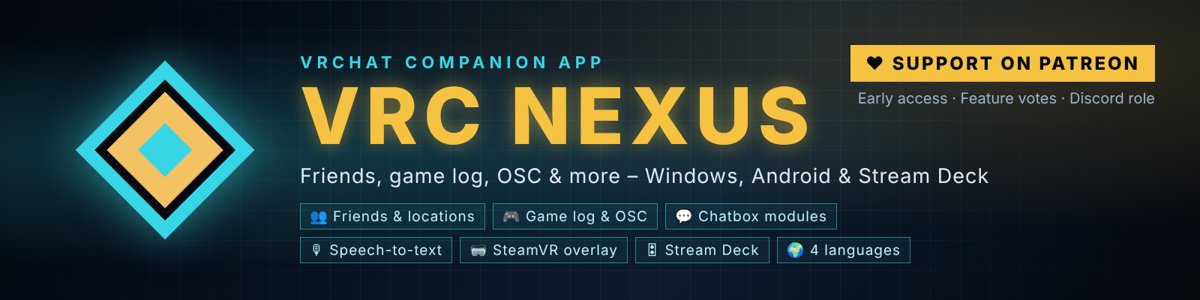 VRCHAT COMPANION APP
VRC NEXUS
♥ SUPPORT ON PATREON
Early access · Feature votes · Discord role
Friends, game log, OSC & more – Windows, Android & Stream Deck
👥 Friends & locations
🎮 Game log & OSC
💬 Chatbox modules
🎙 Speech-to-text
🥽 SteamVR overlay
🎛 Stream Deck
🌍 4 languages